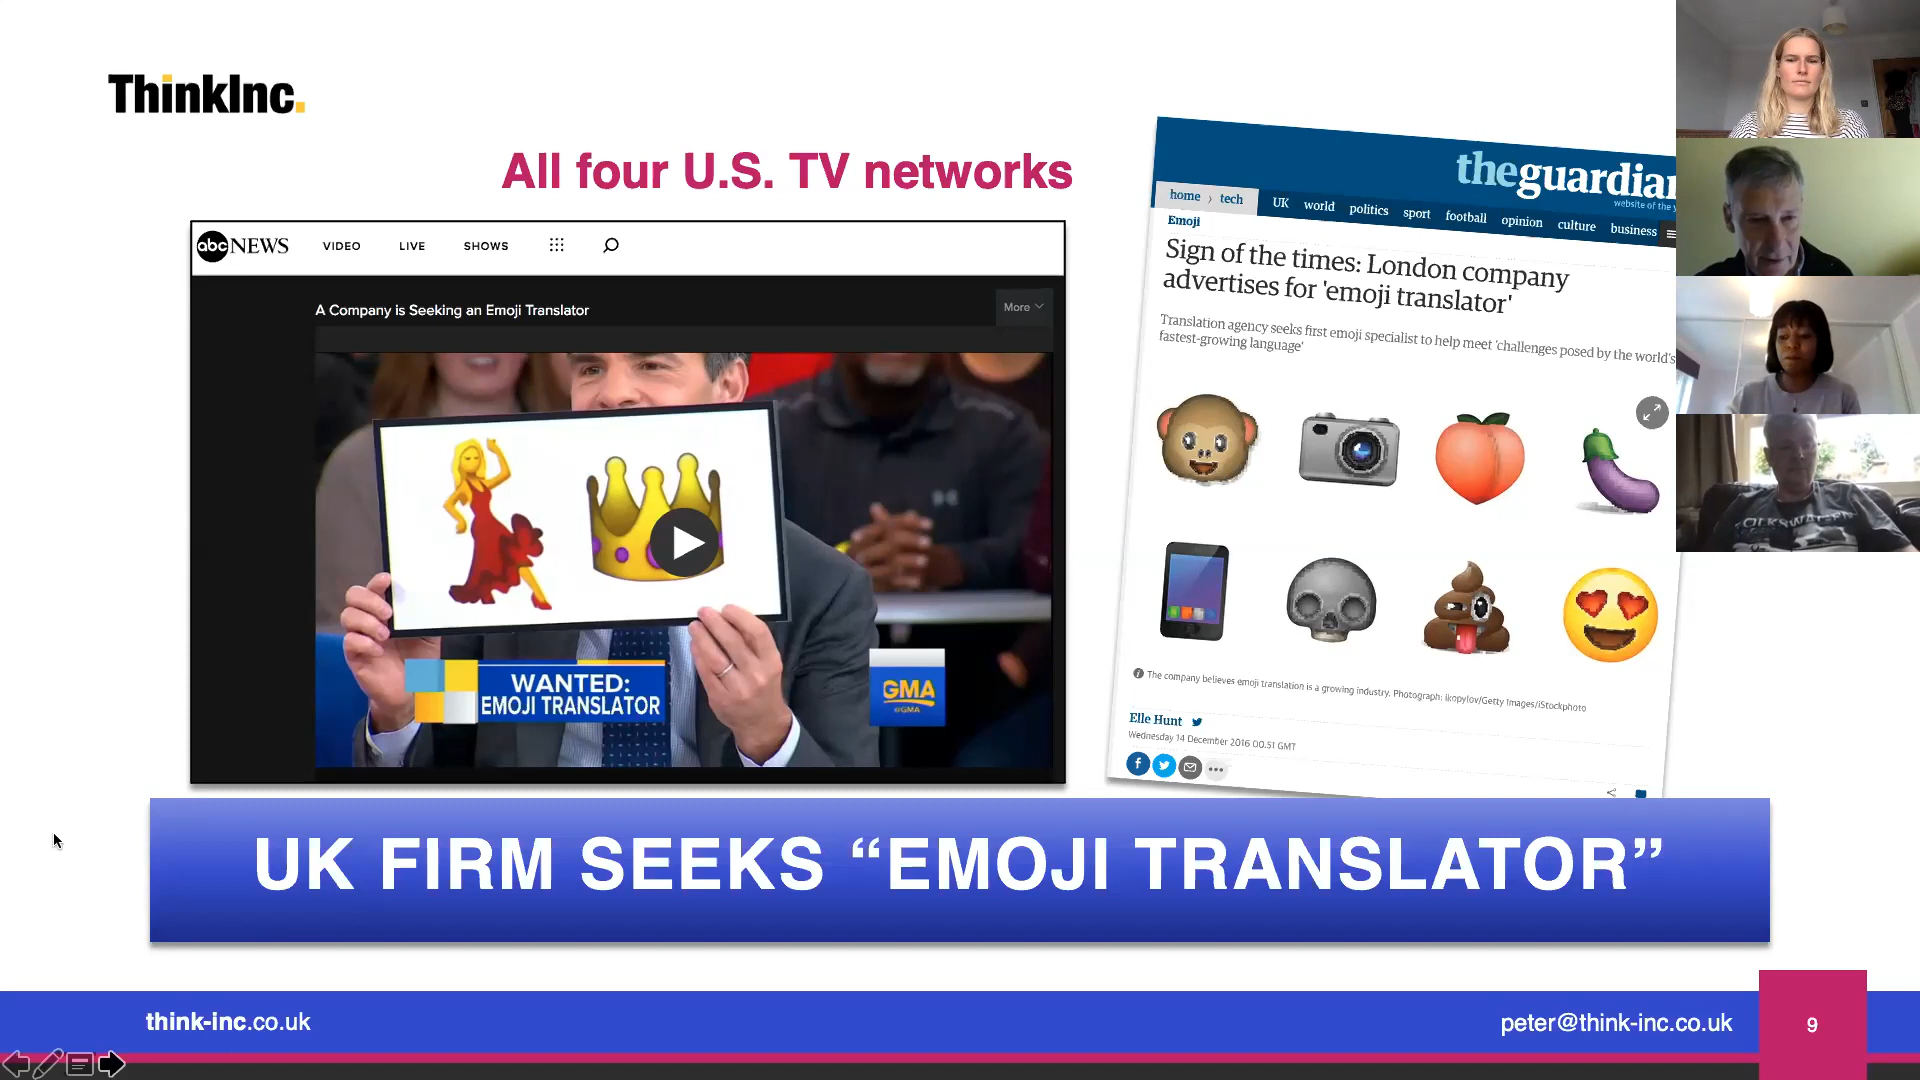 ThinkInc.
All four U.S. TV networks
abc NEWS VIDEO LIVE SHOWS
A Company is Seeking an Emoji Translator
More
WANTED:
EMOJI TRANSLATOR
GMA
@GMA
theguardian
website of the y
home › tech UK world politics sport football opinion culture business
Emoji
Sign of the times: London company
advertises for 'emoji translator'
Translation agency seeks first emoji specialist to help meet 'challenges posed by the world's
fastest-growing language'
The company believes emoji translation is a growing industry. Photograph: ikopylov/Getty Images/iStockphoto
Elle Hunt
Wednesday 14 December 2016 00.51 GMT
UK FIRM SEEKS “EMOJI TRANSLATOR”
think-inc.co.uk
peter@think-inc.co.uk
9